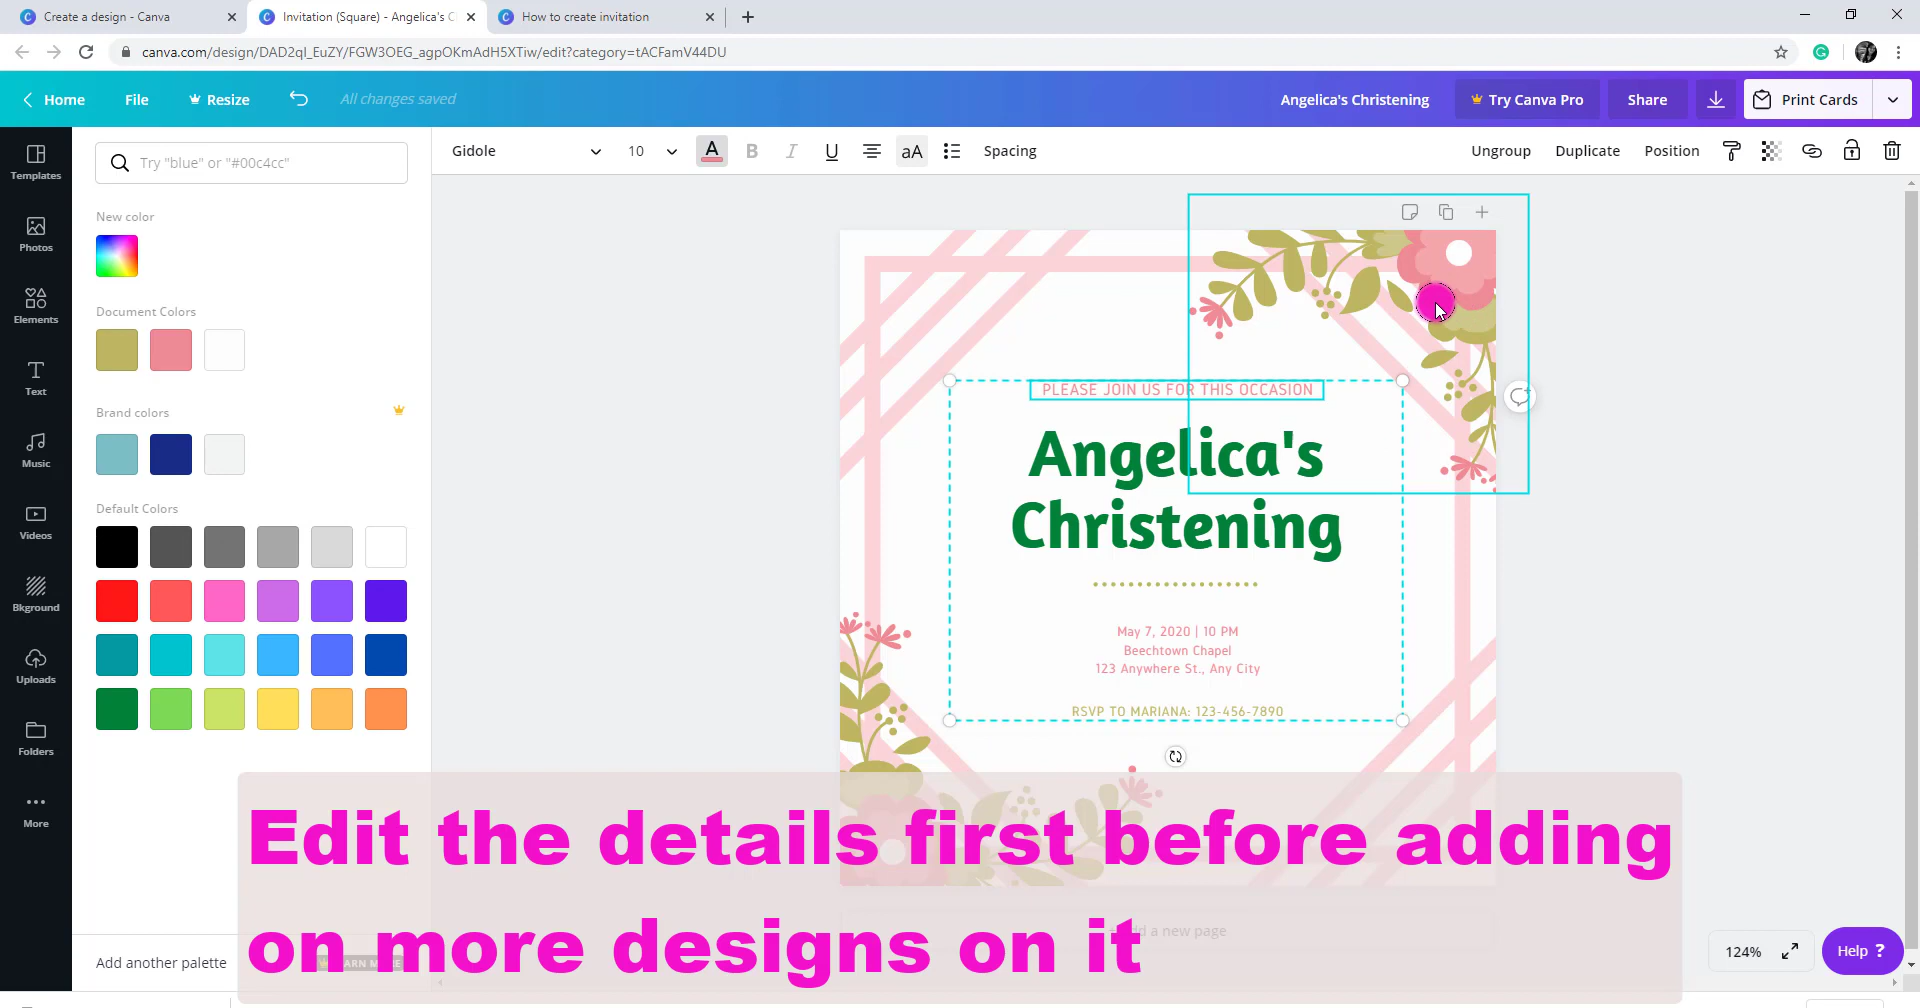 Create a design - Canva
Invitation (Square) - Angelica's C
How to create invitation
canva.com/design/DAD2ql_EuZY/FGW3OEG_agpOKmAdH5XTiw/edit?category=tACFamV44DU
Home
File
Resize
All changes saved
Angelica's Christening
Try Canva Pro
Share
Print Cards
Templates
Photos
Elements
Text
Music
Videos
Bkground
Uploads
Folders
More
Try "blue" or "#00c4cc"
New color
Document Colors
Brand colors
Default Colors
Add another palette
Gidole
10
A
B
I
U
aA
Spacing
Ungroup
Duplicate
Position
PLEASE JOIN US FOR THIS OCCASION
Angelica's
Christening
May 7, 2020 | 10 PM
Beechtown Chapel
123 Anywhere St., Any City
RSVP TO MARIANA: 123-456-7890
Edit the details first before adding
on more designs on it
d a new page
124%
Help ?